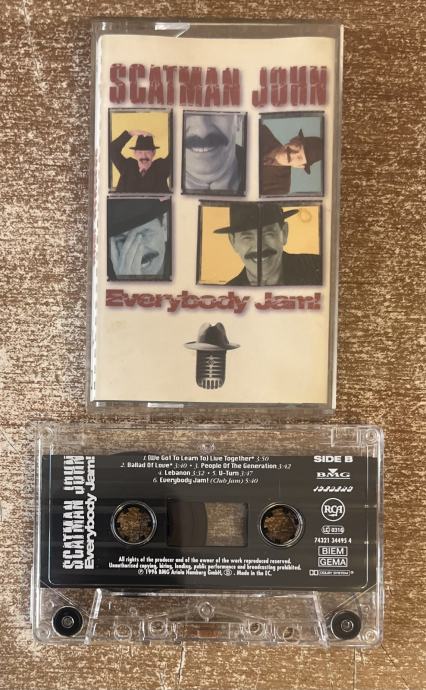 SCATMAN JOHN
Everybody Jam!
SCATMAN JOHN
Everybody Jam!
1. (We Got To Learn To) Live Together* 3:50
2. Ballad Of Love* 3:40 • 3. People Of The Generation 3:42
4. Lebanon 3:32 • 5. U-Turn 3:47
6. Everybody Jam! (Club Jam) 5:40
SIDE B
BMG
RCA
LC 0316
74321 34495 4
BIEM
GEMA
DOLBY SYSTEM
All rights of the producer and of the owner of the work reproduced reserved.
Unauthorised copying, hiring, lending, public performance and broadcasting prohibited.
℗ 1996 BMG Ariola Hamburg GmbH, Ⓓ. Made in the EC.